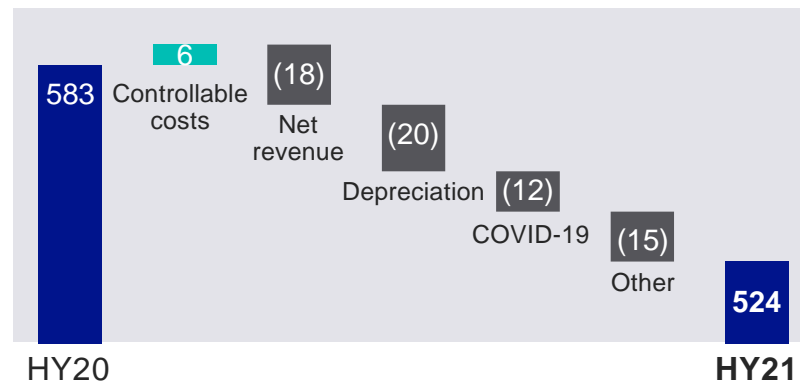 583
6
Controllable
costs
(18)
Net
revenue
(20)
Depreciation
(12)
COVID-19
(15)
Other
524
HY20
HY21